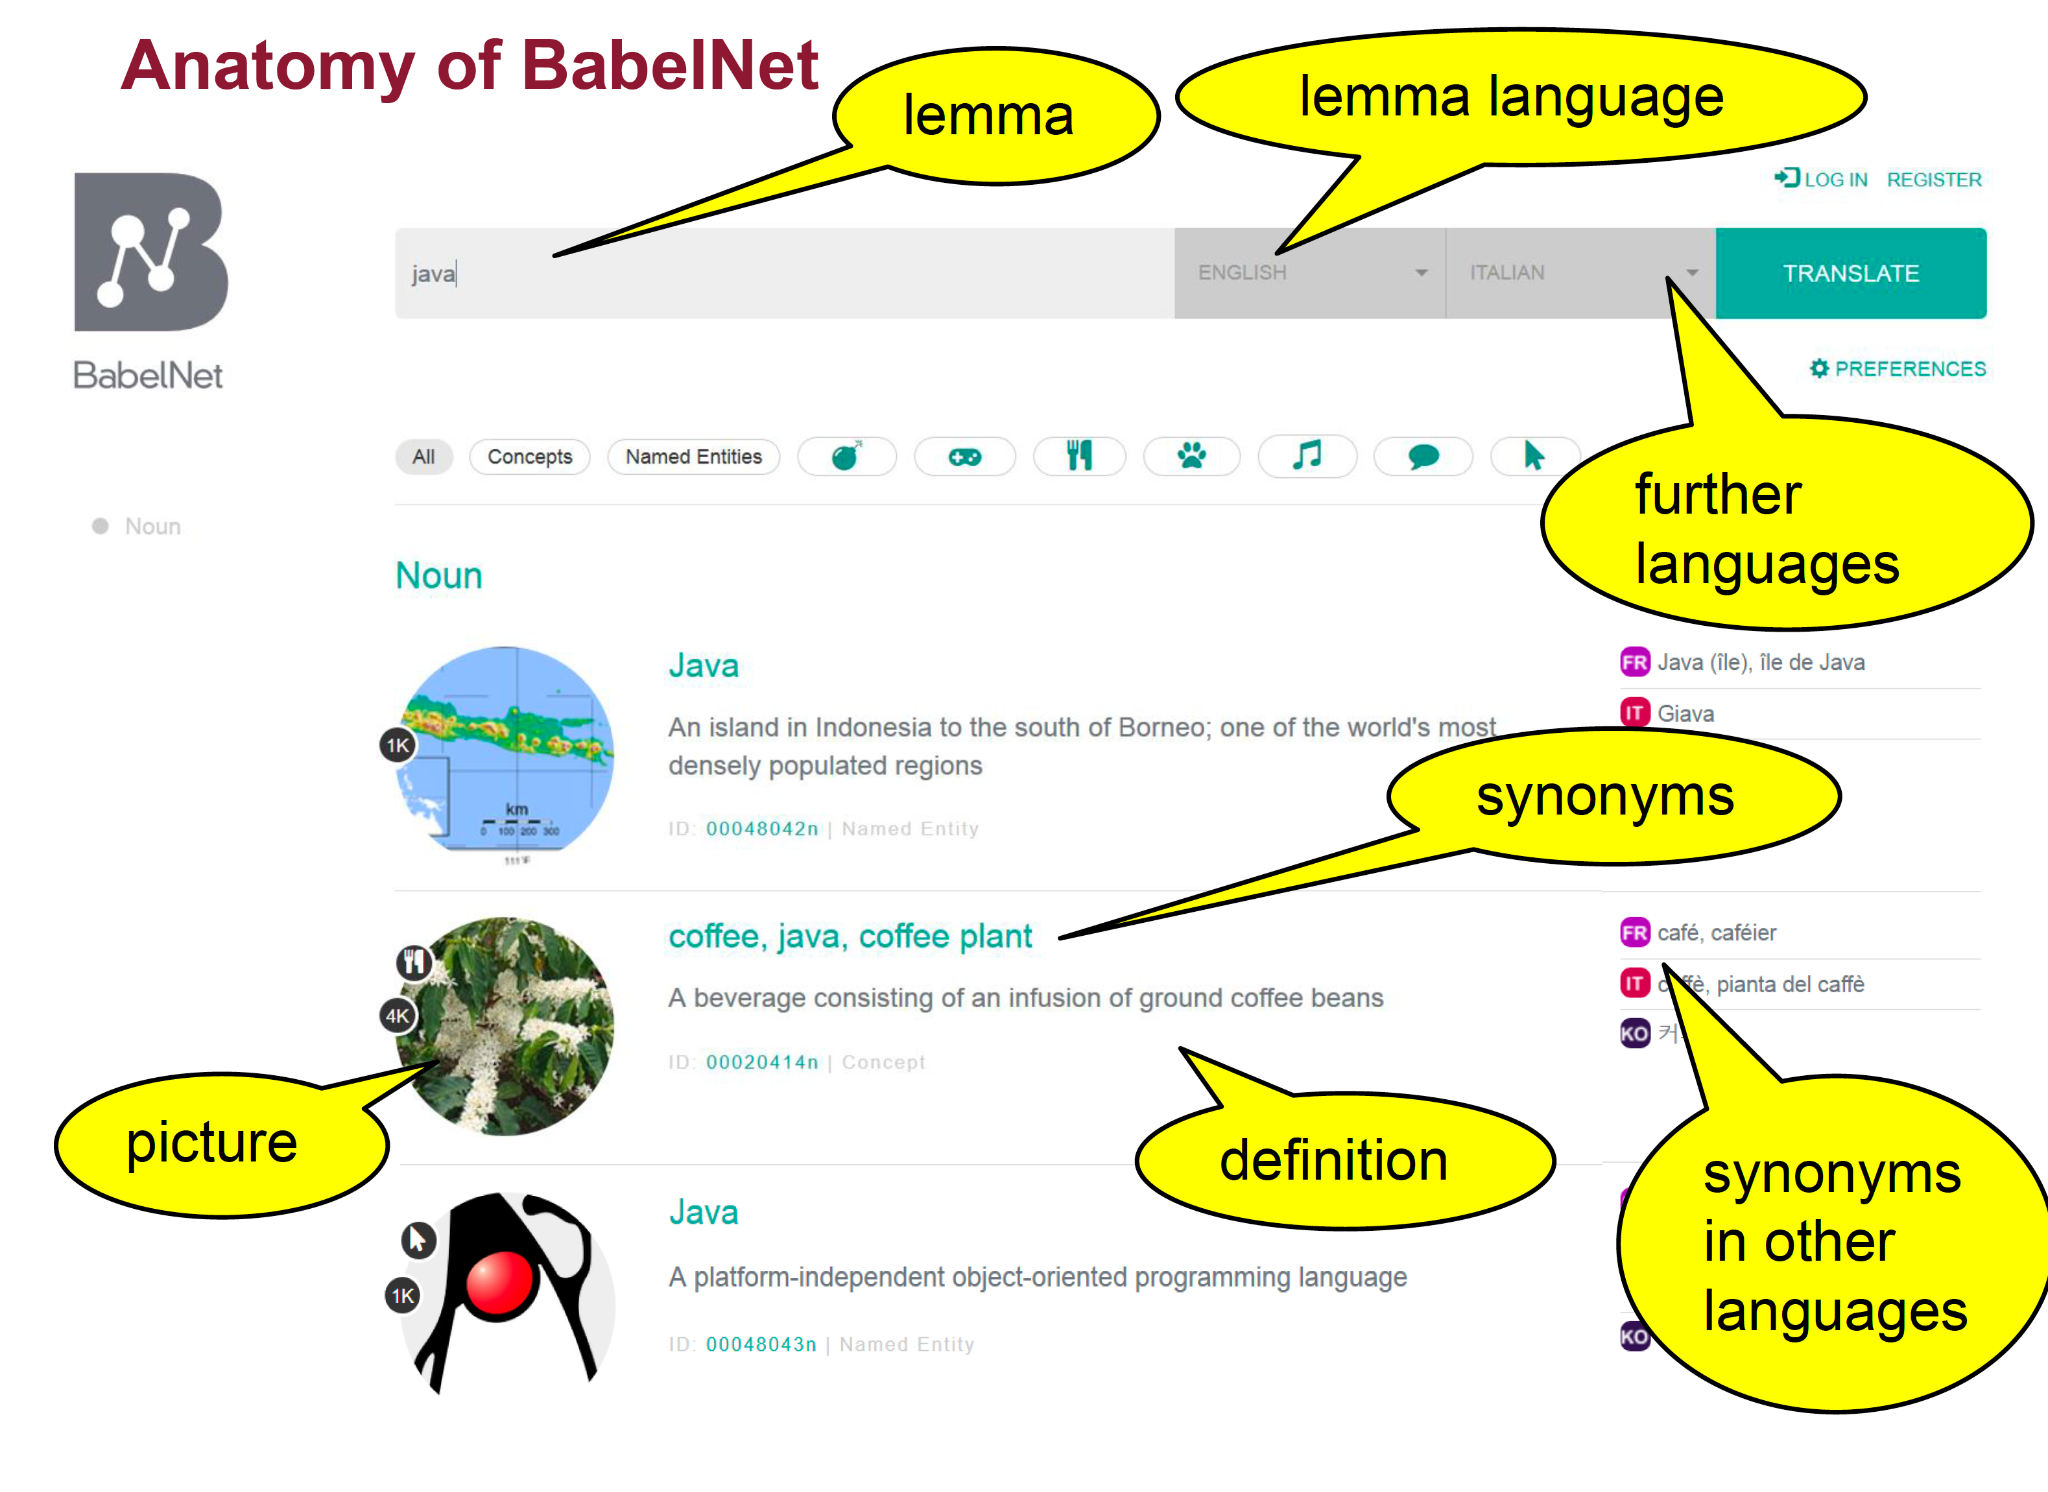 Anatomy of BabelNet
lemma
lemma language
LOG IN REGISTER
java
ENGLISH
ITALIAN
TRANSLATE
BabelNet
PREFERENCES
All
Concepts
Named Entities
further
languages
Noun
Noun
Java
FR Java (île), île de Java
An island in Indonesia to the south of Borneo; one of the world's most
densely populated regions
IT Giava
1K
km
0 100 200 300
ID: 00048042n | Named Entity
synonyms
coffee, java, coffee plant
FR café, caféier
A beverage consisting of an infusion of ground coffee beans
IT pianta del caffè
4K
KO
ID: 00020414n | Concept
picture
definition
synonyms
in other
languages
Java
A platform-independent object-oriented programming language
1K
ID: 00048043n | Named Entity
KO